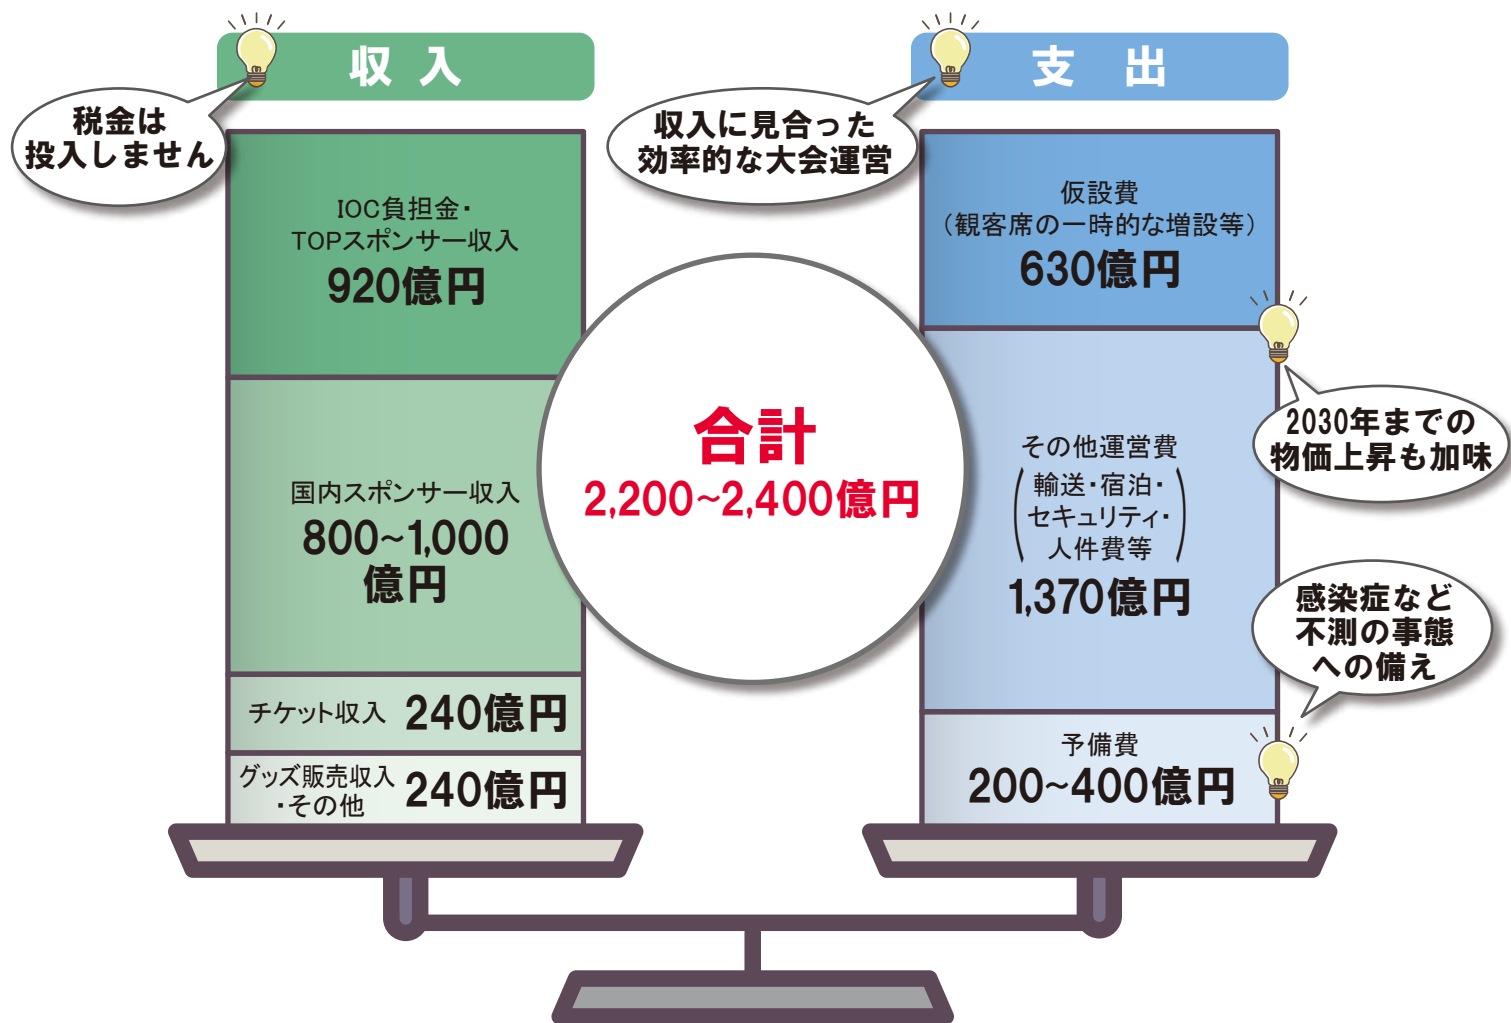 収入
税金は
投入しません
IOC負担金・
TOPスポンサー収入
920億円
国内スポンサー収入
800~1,000
億円
チケット収入 240億円
グッズ販売収入
・その他 240億円
合計
2,200~2,400億円
支出
収入に見合った
効率的な大会運営
仮設費
(観客席の一時的な増設等)
630億円
2030年までの
物価上昇も加味
その他運営費
(輸送・宿泊・
セキュリティ・
人件費等)
1,370億円
感染症など
不測の事態
への備え
予備費
200~400億円